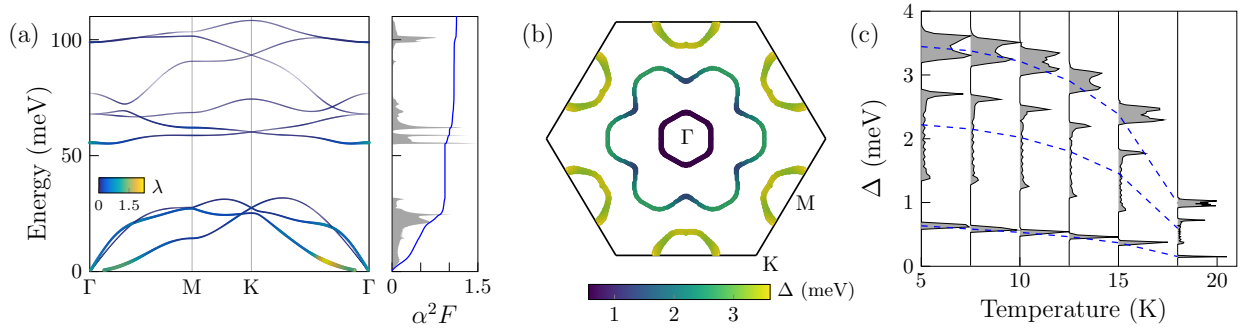 (a)
Energy (meV)
100
50
0
λ
0 1.5
Γ M K Γ
0 1.5
α²F
(b)
Γ
M
K
Δ (meV)
1 2 3
(c)
Δ (meV)
4
3
2
1
0
5 10 15 20
Temperature (K)